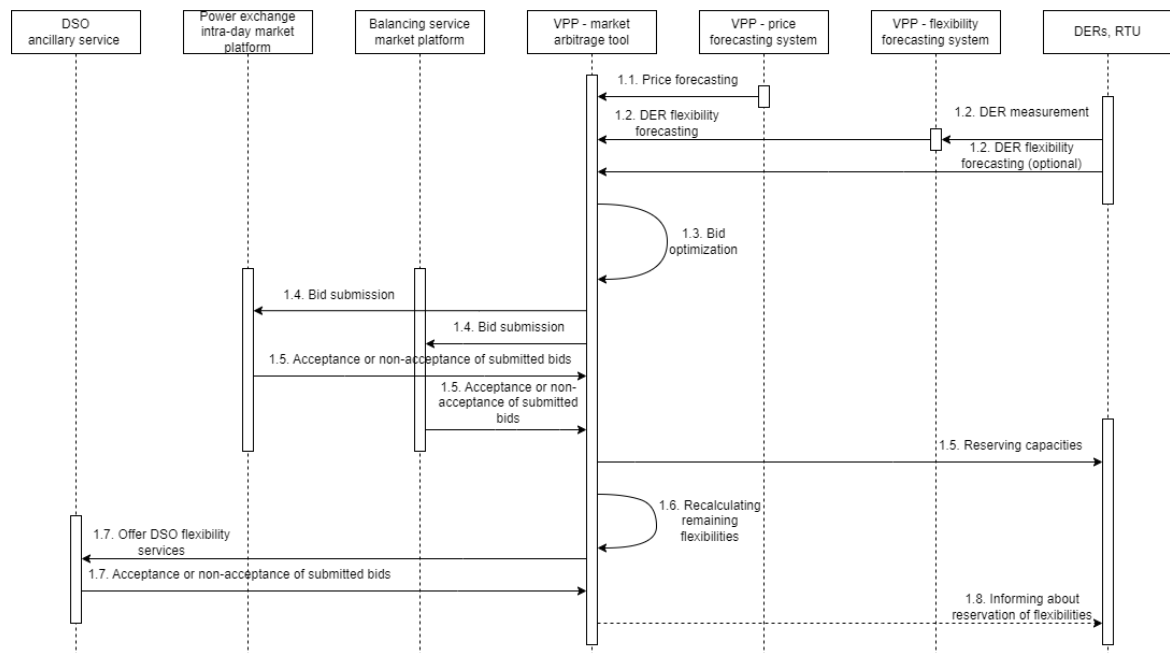 DSO
ancillary service
Power exchange
intra-day market
platform
Balancing service
market platform
VPP - market
arbitrage tool
VPP - price
forecasting system
VPP - flexibility
forecasting system
DERs, RTU
1.1. Price forecasting
1.2. DER flexibility
forecasting
1.2. DER measurement
1.2. DER flexibility
forecasting (optional)
1.3. Bid
optimization
1.4. Bid submission
1.4. Bid submission
1.5. Acceptance or non-acceptance of submitted bids
1.5. Acceptance or non-
acceptance of submitted
bids
1.5. Reserving capacities
1.6. Recalculating
remaining
flexibilities
1.7. Offer DSO flexibility
services
1.7. Acceptance or non-acceptance of submitted bids
1.8. Informing about
reservation of flexibilities